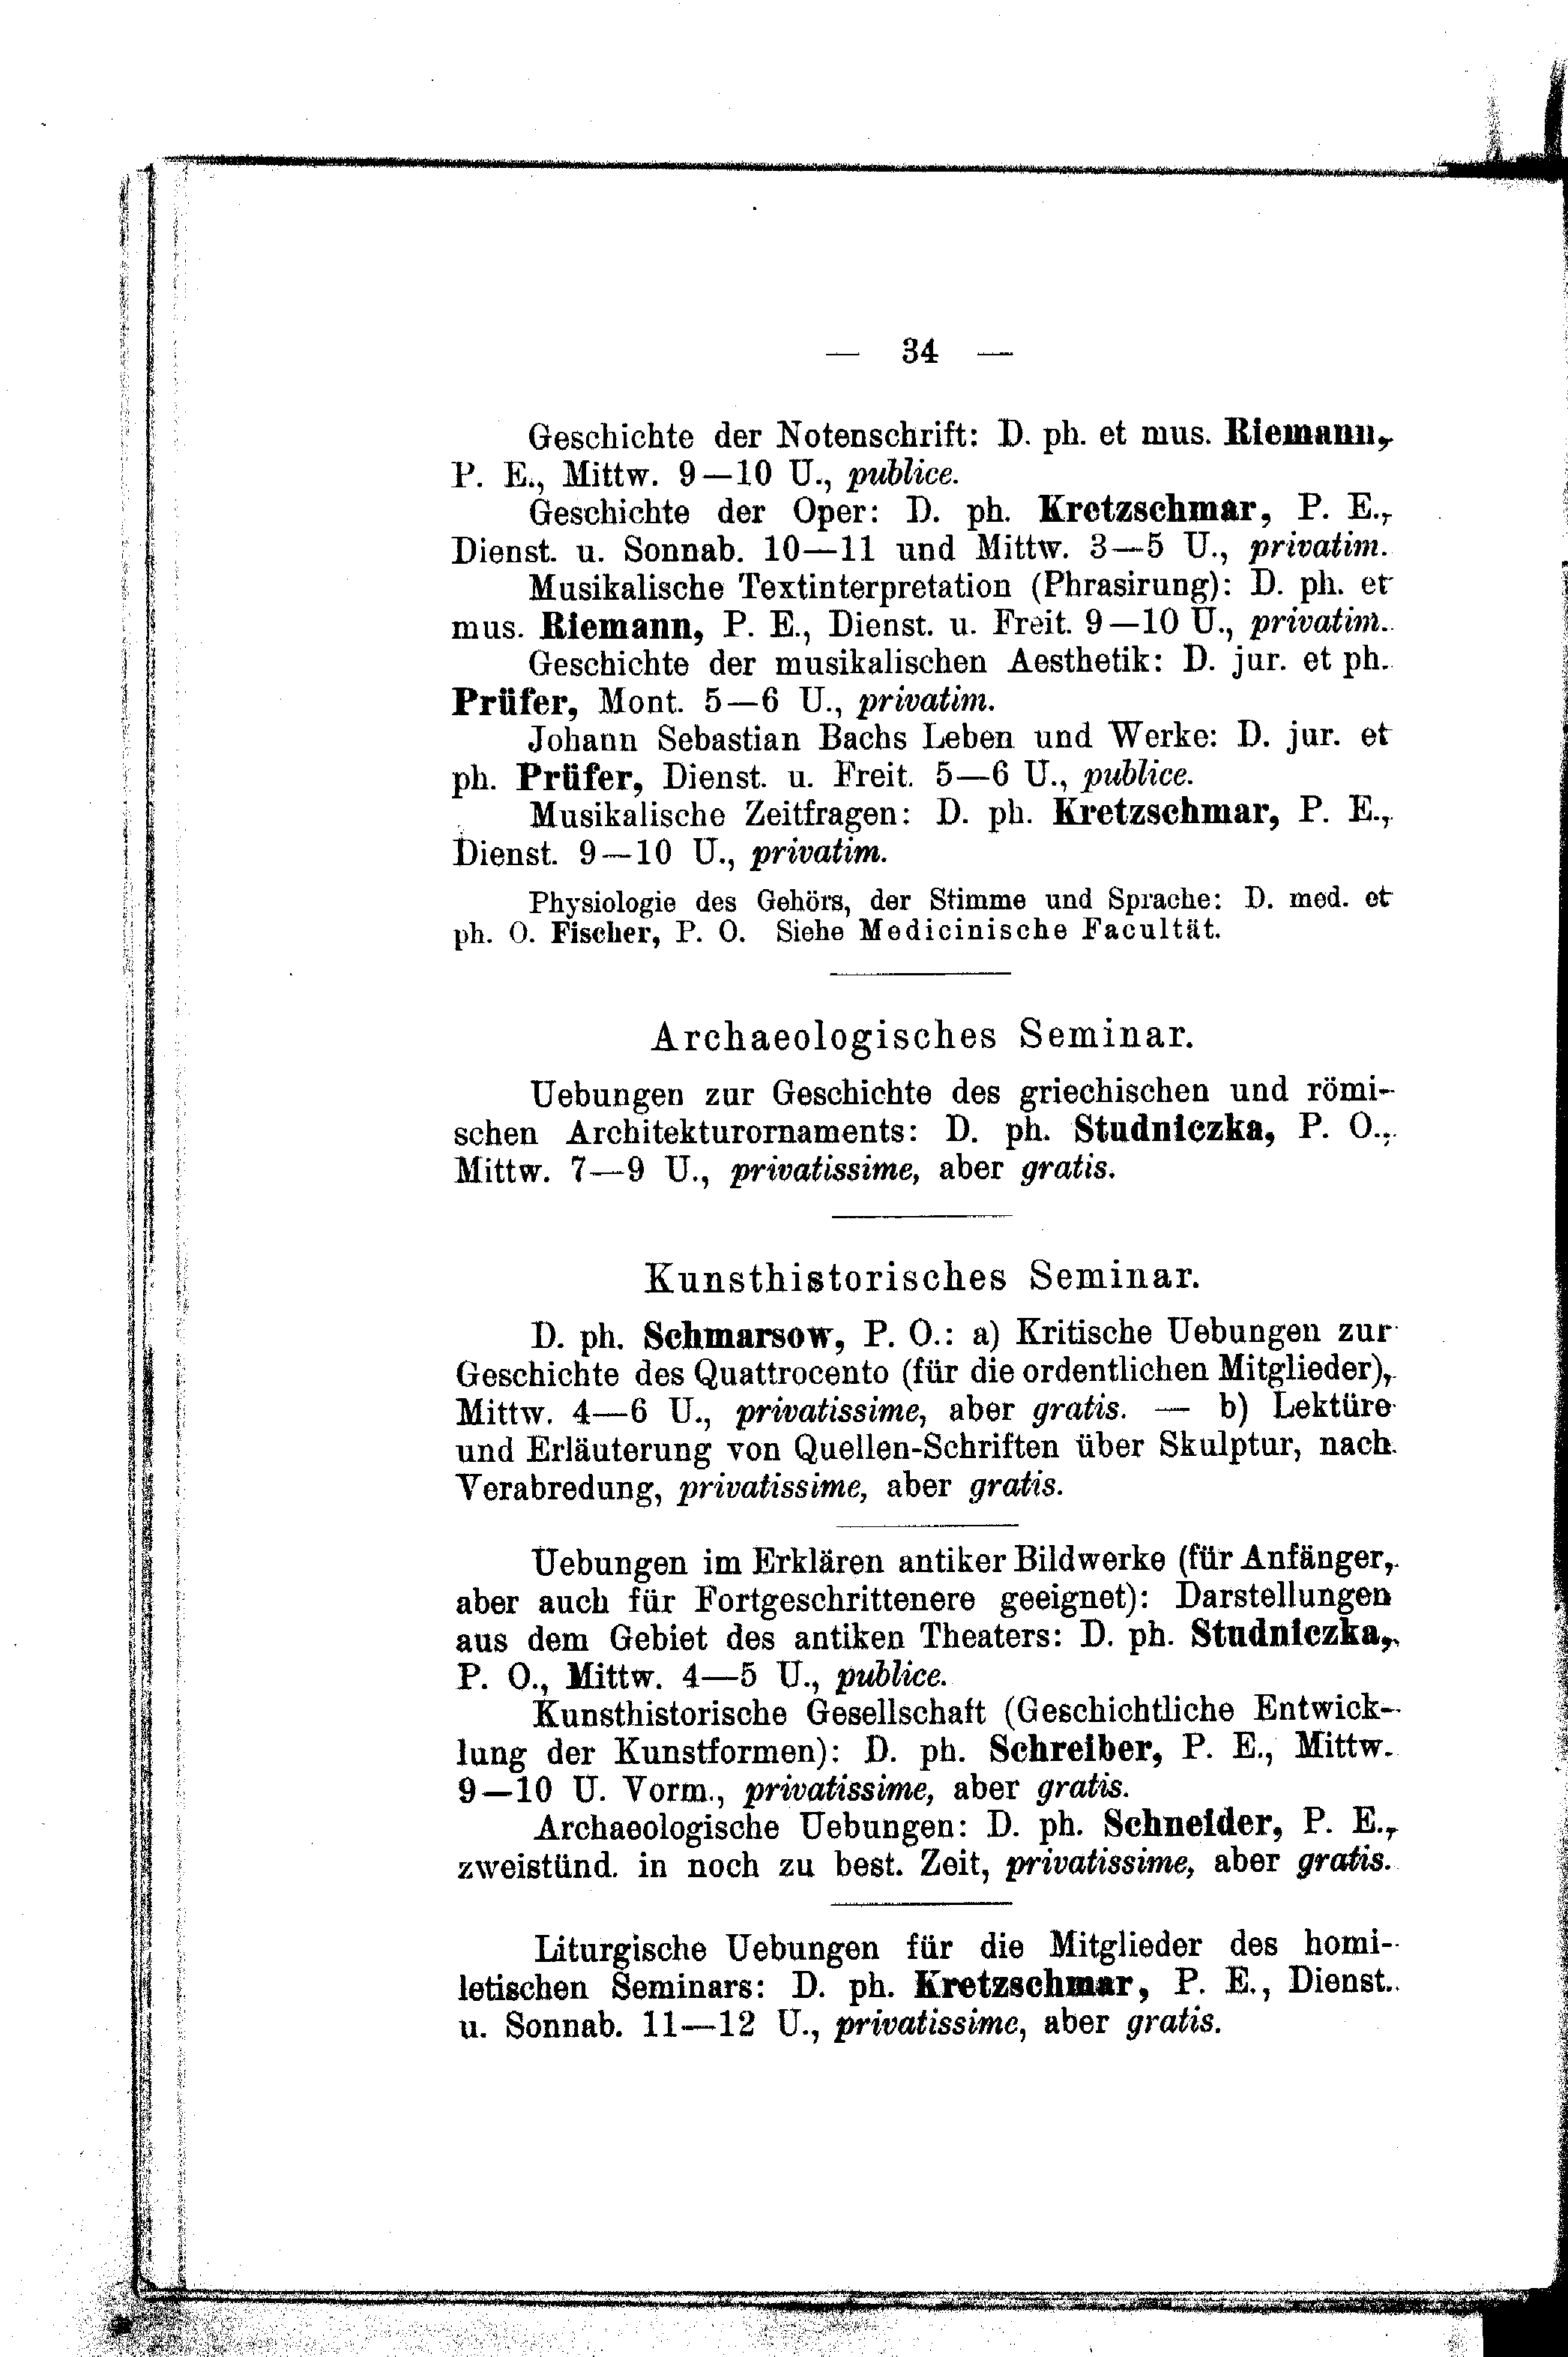 — 34 —
Geschichte der Notenschrift: D. ph. et mus. Riemann,
P. E., Mittw. 9—10 U., publice.
Geschichte der Oper: D. ph. Kretzschmar, P. E.,
Dienst. u. Sonnab. 10—11 und Mittw. 3—5 U., privatim.
Musikalische Textinterpretation (Phrasirung): D. ph. et
mus. Riemann, P. E., Dienst. u. Freit. 9—10 U., privatim.
Geschichte der musikalischen Aesthetik: D. jur. et ph.
Prüfer, Mont. 5—6 U., privatim.
Johann Sebastian Bachs Leben und Werke: D. jur. et
ph. Prüfer, Dienst. u. Freit. 5—6 U., publice.
Musikalische Zeitfragen: D. ph. Kretzschmar, P. E.,
Dienst. 9—10 U., privatim.
Physiologie des Gehörs, der Stimme und Sprache: D. med. et
ph. O. Fischer, P. O. Siehe Medicinische Facultät.
Archaeologisches Seminar.
Uebungen zur Geschichte des griechischen und römi-
schen Architekturornaments: D. ph. Studniczka, P. O.,
Mittw. 7—9 U., privatissime, aber gratis.
Kunsthistorisches Seminar.
D. ph. Schmarsow, P. O.: a) Kritische Uebungen zur
Geschichte des Quattrocento (für die ordentlichen Mitglieder),
Mittw. 4—6 U., privatissime, aber gratis. — b) Lektüre
und Erläuterung von Quellen-Schriften über Skulptur, nach
Verabredung, privatissime, aber gratis.
Uebungen im Erklären antiker Bildwerke (für Anfänger,
aber auch für Fortgeschrittenere geeignet): Darstellungen
aus dem Gebiet des antiken Theaters: D. ph. Studniczka,
P. O., Mittw. 4—5 U., publice.
Kunsthistorische Gesellschaft (Geschichtliche Entwick-
lung der Kunstformen): D. ph. Schreiber, P. E., Mittw.
9—10 U. Vorm., privatissime, aber gratis.
Archaeologische Uebungen: D. ph. Schneider, P. E.,
zweistünd. in noch zu best. Zeit, privatissime, aber gratis.
Liturgische Uebungen für die Mitglieder des homi-
letischen Seminars: D. ph. Kretzschmar, P. E., Dienst.
u. Sonnab. 11—12 U., privatissime, aber gratis.